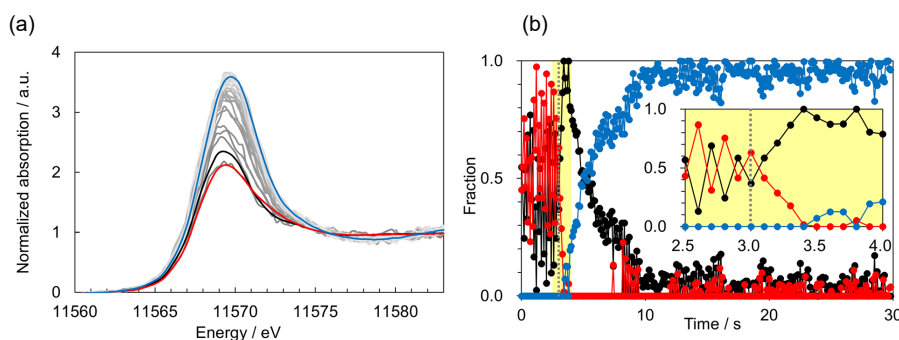 (a)
4
3
2
1
0
11560 11565 11570 11575 11580
Energy / eV
Normalized absorption / a.u.
(b)
1.0
0.5
0.0
0 10 20 30
Time / s
Fraction
1.0
0.5
0.0
2.5 3.0 3.5 4.0